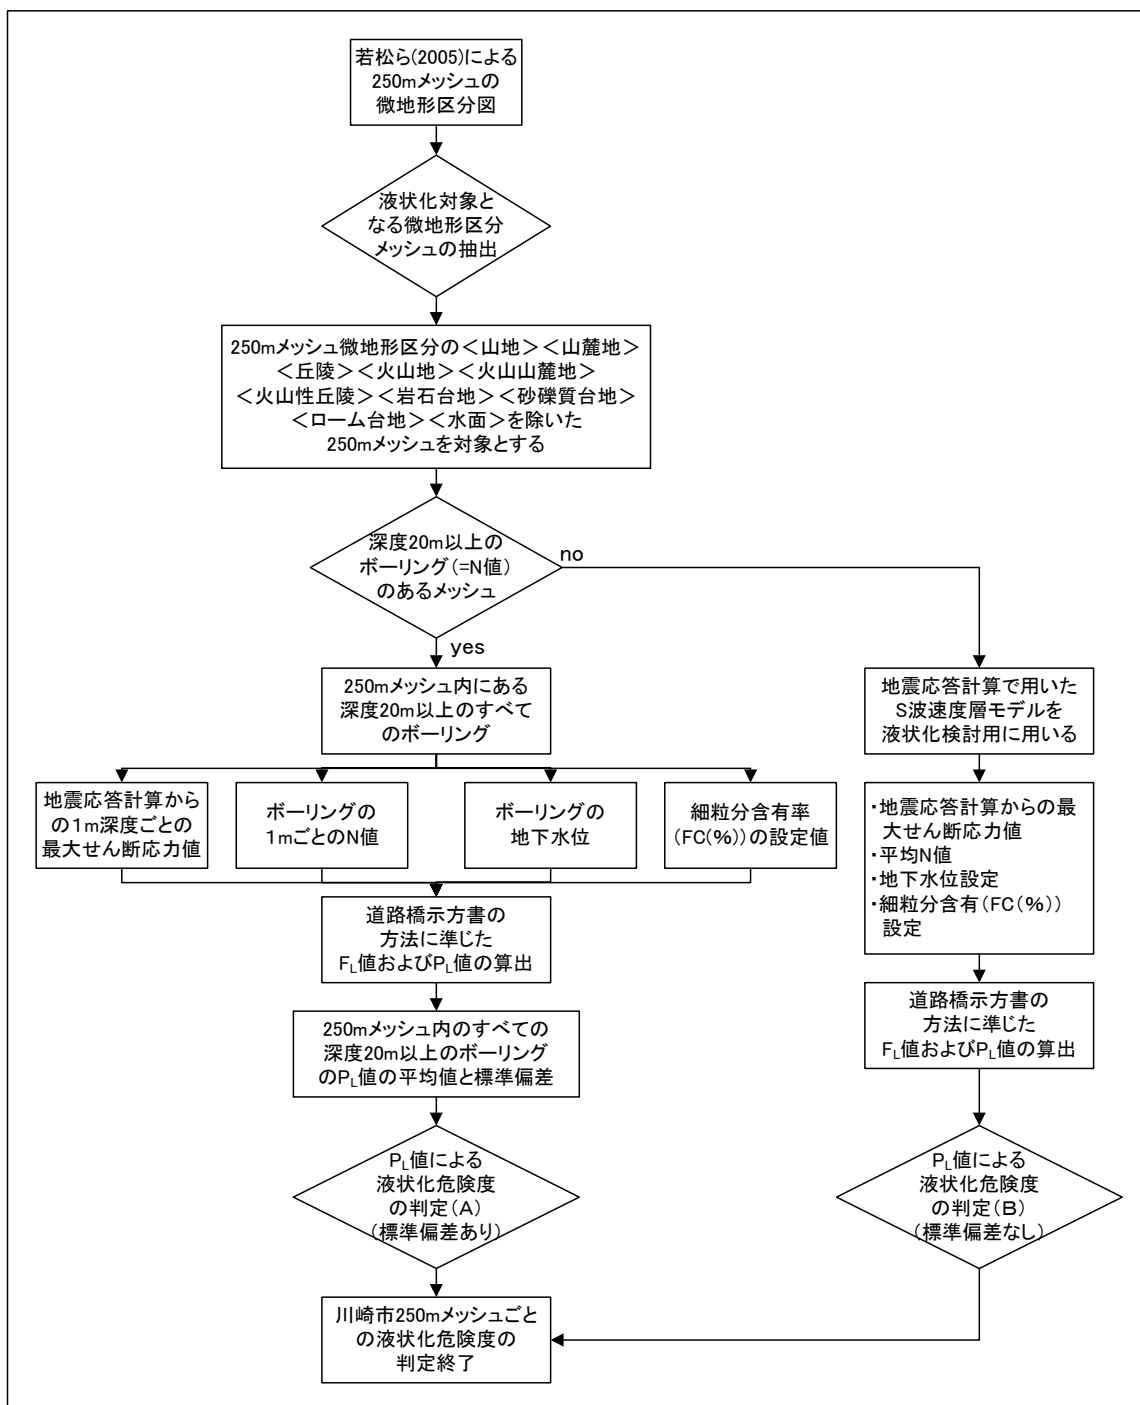 若松ら(2005)による
250mメッシュの
微地形区分図
液状化対象と
なる微地形区分
メッシュの抽出
250mメッシュ微地形区分の＜山地＞＜山麓地＞
＜丘陵＞＜火山地＞＜火山山麓地＞
＜火山性丘陵＞＜岩石台地＞＜砂礫質台地＞
＜ローム台地＞＜水面＞を除いた
250mメッシュを対象とする
深度20m以上の
ボーリング(=N値)
のあるメッシュ
no
yes
250mメッシュ内にある
深度20m以上のすべて
のボーリング
地震応答計算から
の１m深度ごとの
最大せん断応力値
ボーリングの
１mごとのN値
ボーリングの
地下水位
細粒分含有率
(FC(%))の設定値
道路橋示方書の
方法に準じた
FL値およびPL値の算出
250mメッシュ内のすべての
深度20m以上のボーリング
のPL値の平均値と標準偏差
PL値による
液状化危険度
の判定(A)
(標準偏差あり)
地震応答計算で用いた
S波速度層モデルを
液状化検討用に用いる
・地震応答計算からの最
大せん断応力値
・平均N値
・地下水位設定
・細粒分含有(FC(%))
設定
道路橋示方書の
方法に準じた
FL値およびPL値の算出
PL値による
液状化危険度
の判定(B)
(標準偏差なし)
川崎市250mメッシュごと
の液状化危険度の
判定終了